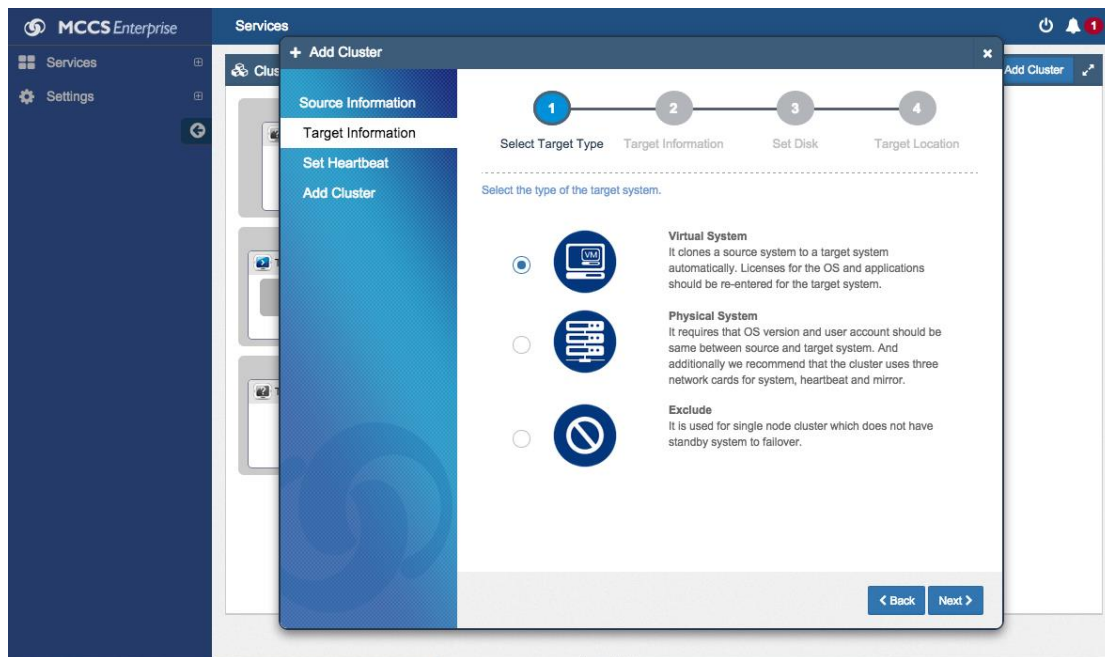 MCCS Enterprise
Services
1
Services
Settings
Clus
Add Cluster
+ Add Cluster
×
Source Information
Target Information
Set Heartbeat
Add Cluster
1
2
3
4
Select Target Type
Target Information
Set Disk
Target Location
Select the type of the target system.
VM
Virtual System
It clones a source system to a target system
automatically. Licenses for the OS and applications
should be re-entered for the target system.
Physical System
It requires that OS version and user account should be
same between source and target system. And
additionally we recommend that the cluster uses three
network cards for system, heartbeat and mirror.
Exclude
It is used for single node cluster which does not have
standby system to failover.
Back
Next